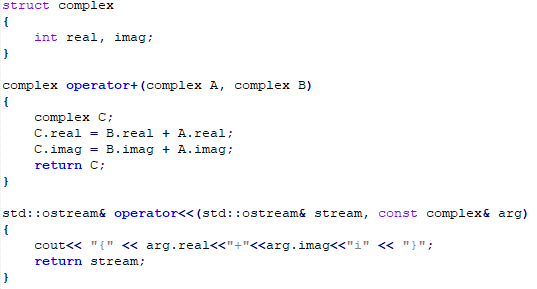 struct complex
{
    int real, imag;
}

complex operator+(complex A, complex B)
{
    complex C;
    C.real = B.real + A.real;
    C.imag = B.imag + A.imag;
    return C;
}

std::ostream& operator<<(std::ostream& stream, const complex& arg)
{
    cout<< "{" << arg.real<<"+"<<arg.imag<<"i" << "}";
    return stream;
}